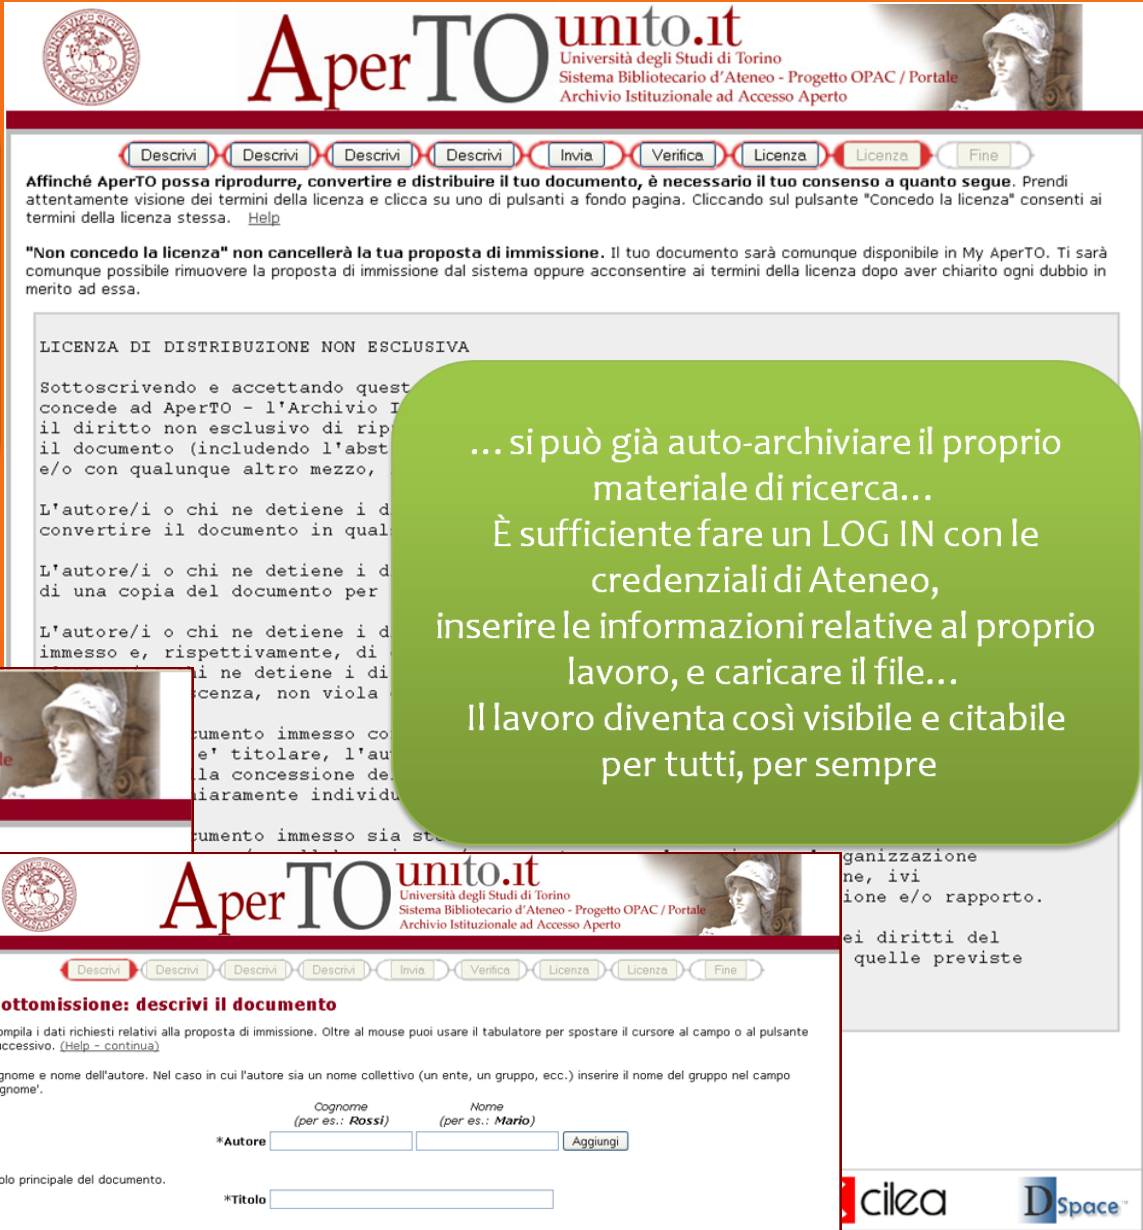 AperTO
unito.it
Università degli Studi di Torino
Sistema Bibliotecario d'Ateneo - Progetto OPAC / Portale
Archivio Istituzionale ad Accesso Aperto
Descrivi Descrivi Descrivi Descrivi Invia Verifica Licenza Licenza Fine
Affinché AperTO possa riprodurre, convertire e distribuire il tuo documento, è necessario il tuo consenso a quanto segue. Prendi
attentamente visione dei termini della licenza e clicca su uno di pulsanti a fondo pagina. Cliccando sul pulsante "Concedo la licenza" consenti ai
termini della licenza stessa. Help
"Non concedo la licenza" non cancellerà la tua proposta di immissione. Il tuo documento sarà comunque disponibile in My AperTO. Ti sarà
comunque possibile rimuovere la proposta di immissione dal sistema oppure acconsentire ai termini della licenza dopo aver chiarito ogni dubbio in
merito ad essa.
LICENZA DI DISTRIBUZIONE NON ESCLUSIVA
Sottoscrivendo e accettando quest
concede ad AperTO - l'Archivio I
il diritto non esclusivo di rip
il documento (includendo l'abst
e/o con qualunque altro mezzo,
L'autore/i o chi ne detiene i d
convertire il documento in qual
L'autore/i o chi ne detiene i d
di una copia del documento per
L'autore/i o chi ne detiene i d
immesso e, rispettivamente, di
i ne detiene i di
scenza, non viola
cumento immesso co
e' titolare, l'au
la concessione de
iaramente individu
cumento immesso sia st
ganizzazione
ne, ivi
ione e/o rapporto.
ei diritti del
quelle previste
... si può già auto-archiviare il proprio
materiale di ricerca...
È sufficiente fare un LOG IN con le
credenziali di Ateneo,
inserire le informazioni relative al proprio
lavoro, e caricare il file...
Il lavoro diventa così visibile e citabile
per tutti, per sempre
le
AperTO
unito.it
Università degli Studi di Torino
Sistema Bibliotecario d'Ateneo - Progetto OPAC / Portale
Archivio Istituzionale ad Accesso Aperto
Descrivi Descrivi Descrivi Descrivi Invia Verifica Licenza Licenza Fine
ottomissione: descrivi il documento
ompila i dati richiesti relativi alla proposta di immissione. Oltre al mouse puoi usare il tabulatore per spostare il cursore al campo o al pulsante
uccessivo. (Help - continua)
gnome e nome dell'autore. Nel caso in cui l'autore sia un nome collettivo (un ente, un gruppo, ecc.) inserire il nome del gruppo nel campo
gnome'.
Cognome Nome
(per es.: Rossi) (per es.: Mario)
*Autore Aggiungi
olo principale del documento.
*Titolo
cilea
DSpace™